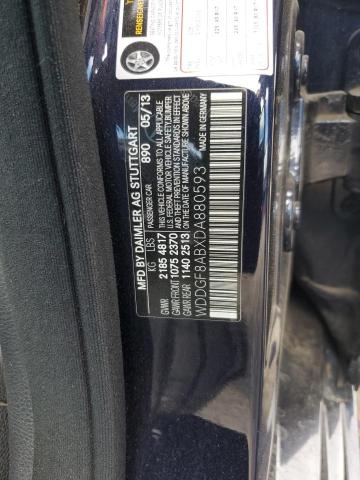 RENSEIGNE
MFD BY DAIMLER AG STUTTGART
KG LBS PASSENGER CAR 890 05/13
GVWR 2185 4817 THIS VEHICLE CONFORMS TO ALL APPLICABLE
GAWR FRONT 1075 2370 U.S. FEDERAL MOTOR VEHICLE SAFETY,BUMPER
GAWR REAR 1140 2513 AND THEFT PREVENTION STANDARDS IN EFFECT
ON THE DATE OF MANUFACTURE SHOWN ABOVE
MADE IN GERMANY
WDDGF8ABXDA880593